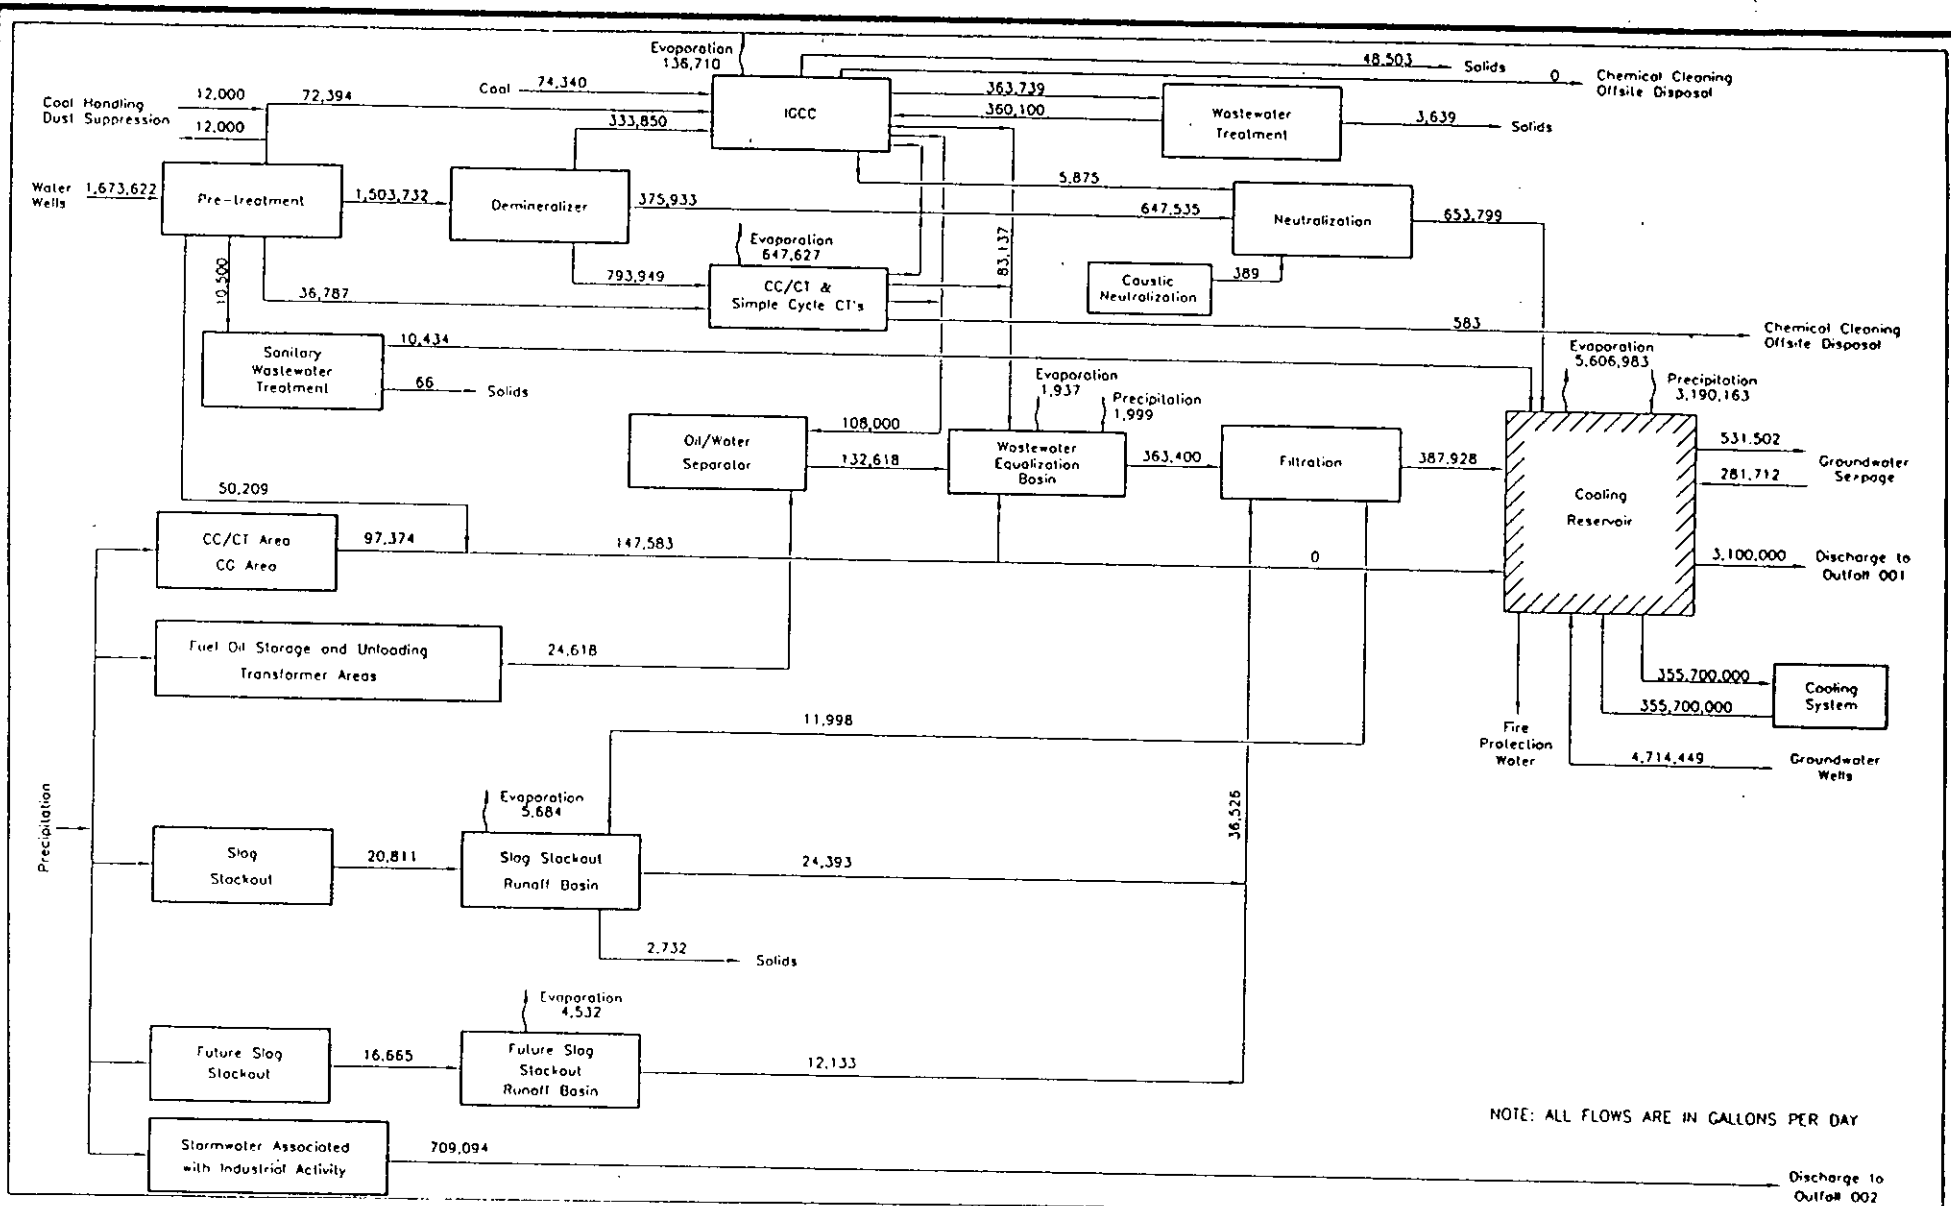 Evaporation
136,710
48,503
Solids
0
Chemical Cleaning
Offsite Disposal
Coal Handling
Dust Suppression
12,000
12,000
72,394
Coal
74,340
333,850
IGCC
363,739
360,100
Wastewater
Treatment
3,639
Solids
Water
Wells
1,673,622
Pre-treatment
1,503,732
Demineralizer
375,933
5,875
647,535
Neutralization
653,799
Evaporation
647,627
83,137
10,500
36,787
793,949
CC/CT &
Simple Cycle CT's
Caustic
Neutralization
389
583
Chemical Cleaning
Offsite Disposal
Sanitary
Wastewater
Treatment
10,434
66
Solids
Evaporation
5,606,983
Precipitation
3,190,163
Evaporation
1,937
Precipitation
1,999
Oil/Water
Separator
108,000
132,618
Wastewater
Equalization
Basin
363,400
Filtration
387,928
Cooling
Reservoir
531,502
Groundwater
Seepage
281,712
50,209
CC/CT Area
CG Area
97,374
147,583
0
3,100,000
Discharge to
Outfall 001
Fuel Oil Storage and Unloading
Transformer Areas
24,618
355,700,000
355,700,000
Cooling
System
11,998
Fire
Protection
Water
4,714,449
Groundwater
Wells
Precipitation
Evaporation
5,684
36,526
Slag
Stackout
20,811
Slag Stackout
Runoff Basin
24,393
2,732
Solids
Evaporation
4,532
Future Slag
Stackout
16,665
Future Slag
Stackout
Runoff Basin
12,133
NOTE: ALL FLOWS ARE IN GALLONS PER DAY
Stormwater Associated
with Industrial Activity
709,094
Discharge to
Outfall 002